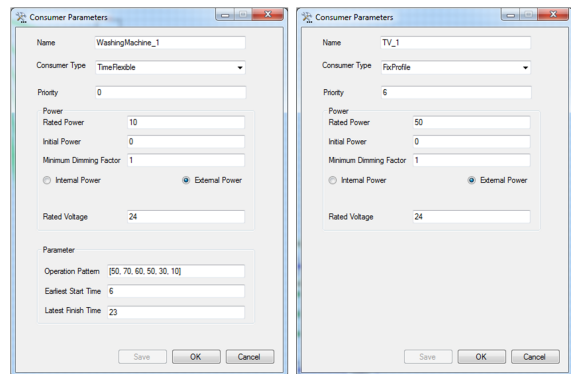 Consumer Parameters
Name WashingMachine_1
Consumer Type TimeFlexible
Priority 0
Power
Rated Power 10
Initial Power 0
Minimum Dimming Factor 1
Internal Power External Power
Rated Voltage 24
Parameter
Operation Pattern [50, 70, 60, 50, 30, 10]
Earliest Start Time 6
Latest Finish Time 23
Save OK Cancel
Consumer Parameters
Name TV_1
Consumer Type FixProfile
Priority 6
Power
Rated Power 50
Initial Power 0
Minimum Dimming Factor 1
Internal Power External Power
Rated Voltage 24
Save OK Cancel